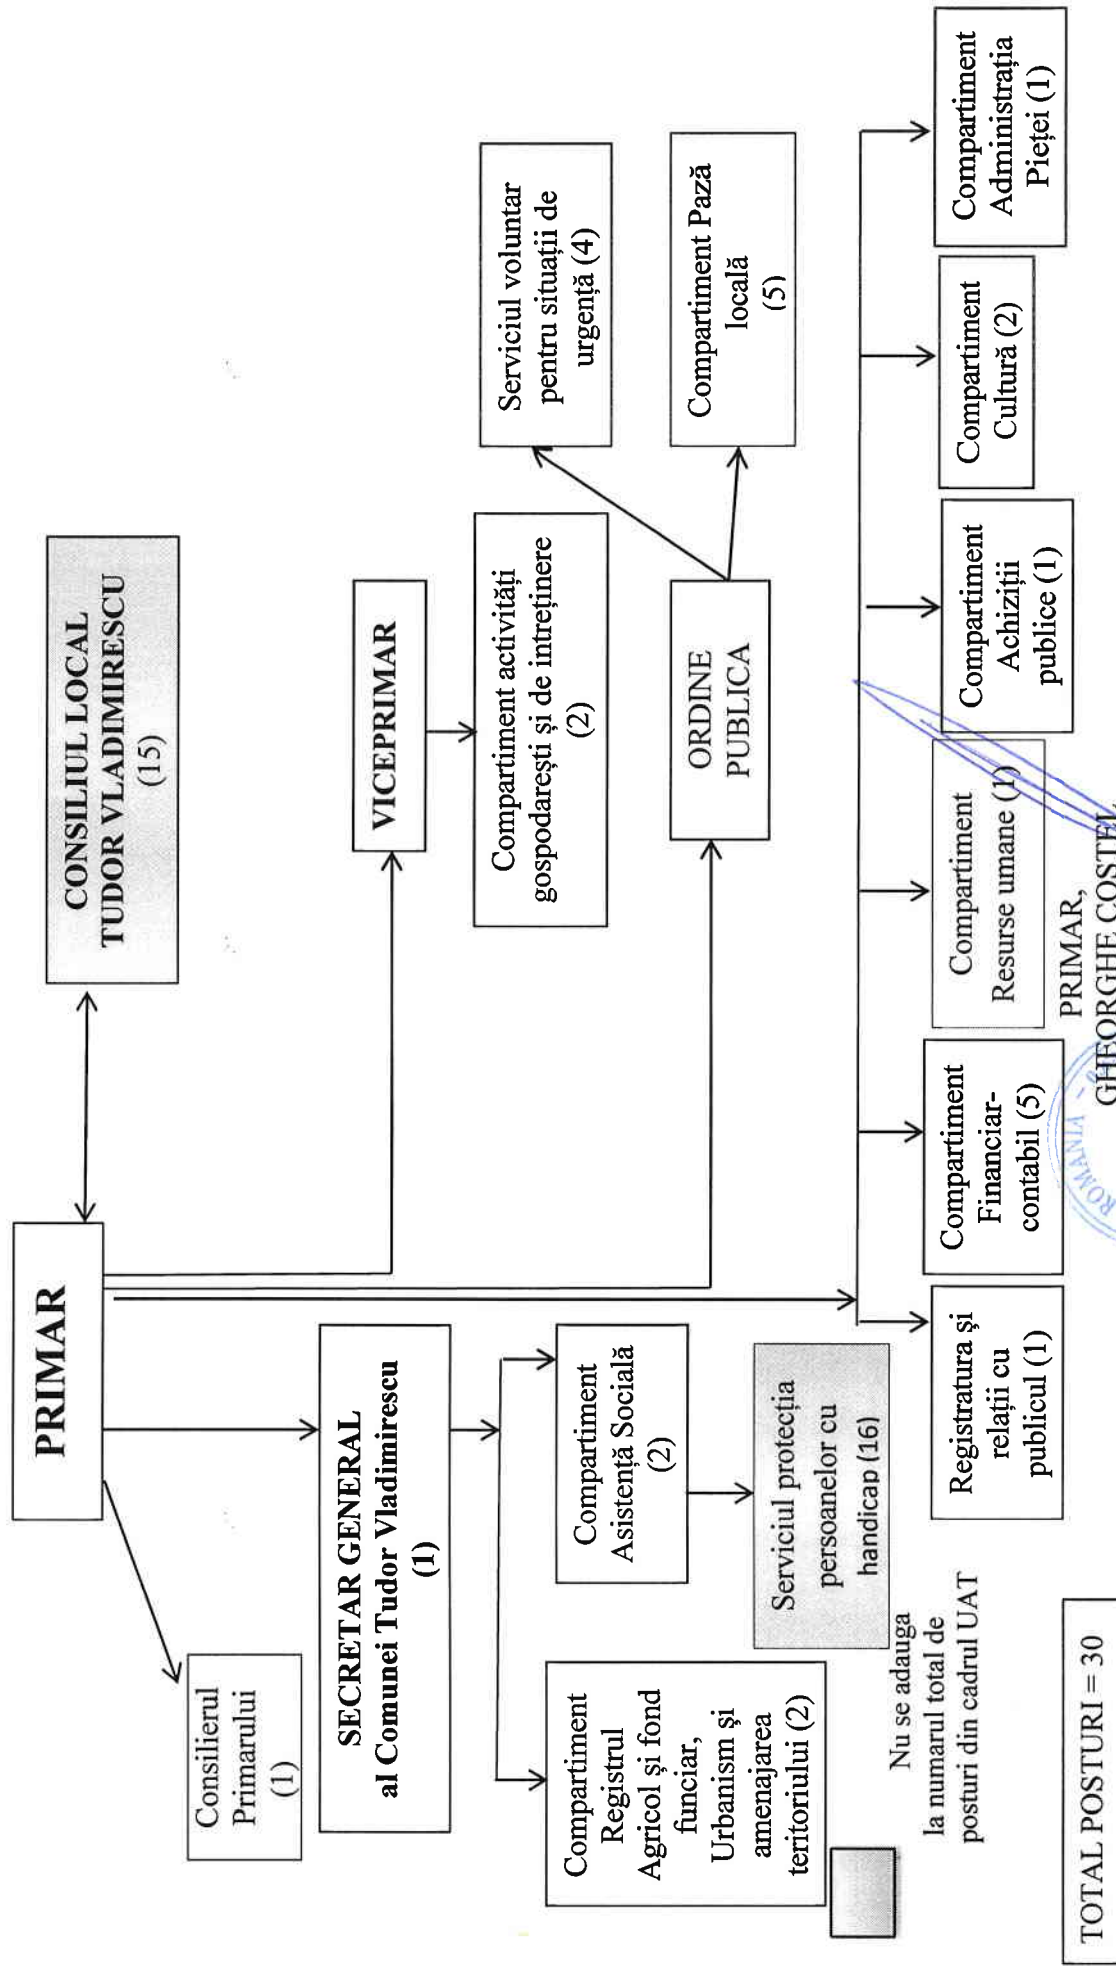 PRIMAR
CONSILIUL LOCAL
TUDOR VLADIMIRESCU
(15)
Consilierul
Primarului
(1)
SECRETAR GENERAL
al Comunei Tudor Vladimirescu
(1)
VICEPRIMAR
Compartiment activități
gospodarești și de intreținere
(2)
Serviciul voluntar
pentru situații de
urgență (4)
Compartiment Registrul
Agricol și fond
funciar,
Urbanism și
amenajarea
teritoriului (2)
Compartiment
Asistență Socială
(2)
Serviciul protecția
persoanelor cu
handicap (16)
ORDINE
PUBLICA
Compartiment Pază
locală
(5)
Nu se adauga
la numarul total de
posturi din cadrul UAT
Registratura și
relații cu
publicul (1)
Compartiment
Financiar-
contabil (5)
Compartiment
Resurse umane (1)
Compartiment
Achiziții
publice (1)
Compartiment
Cultură (2)
Compartiment
Administrația
Pieței (1)
TOTAL POSTURI = 30
PRIMAR,
GHEORGHE COSTEL
ROMANIA